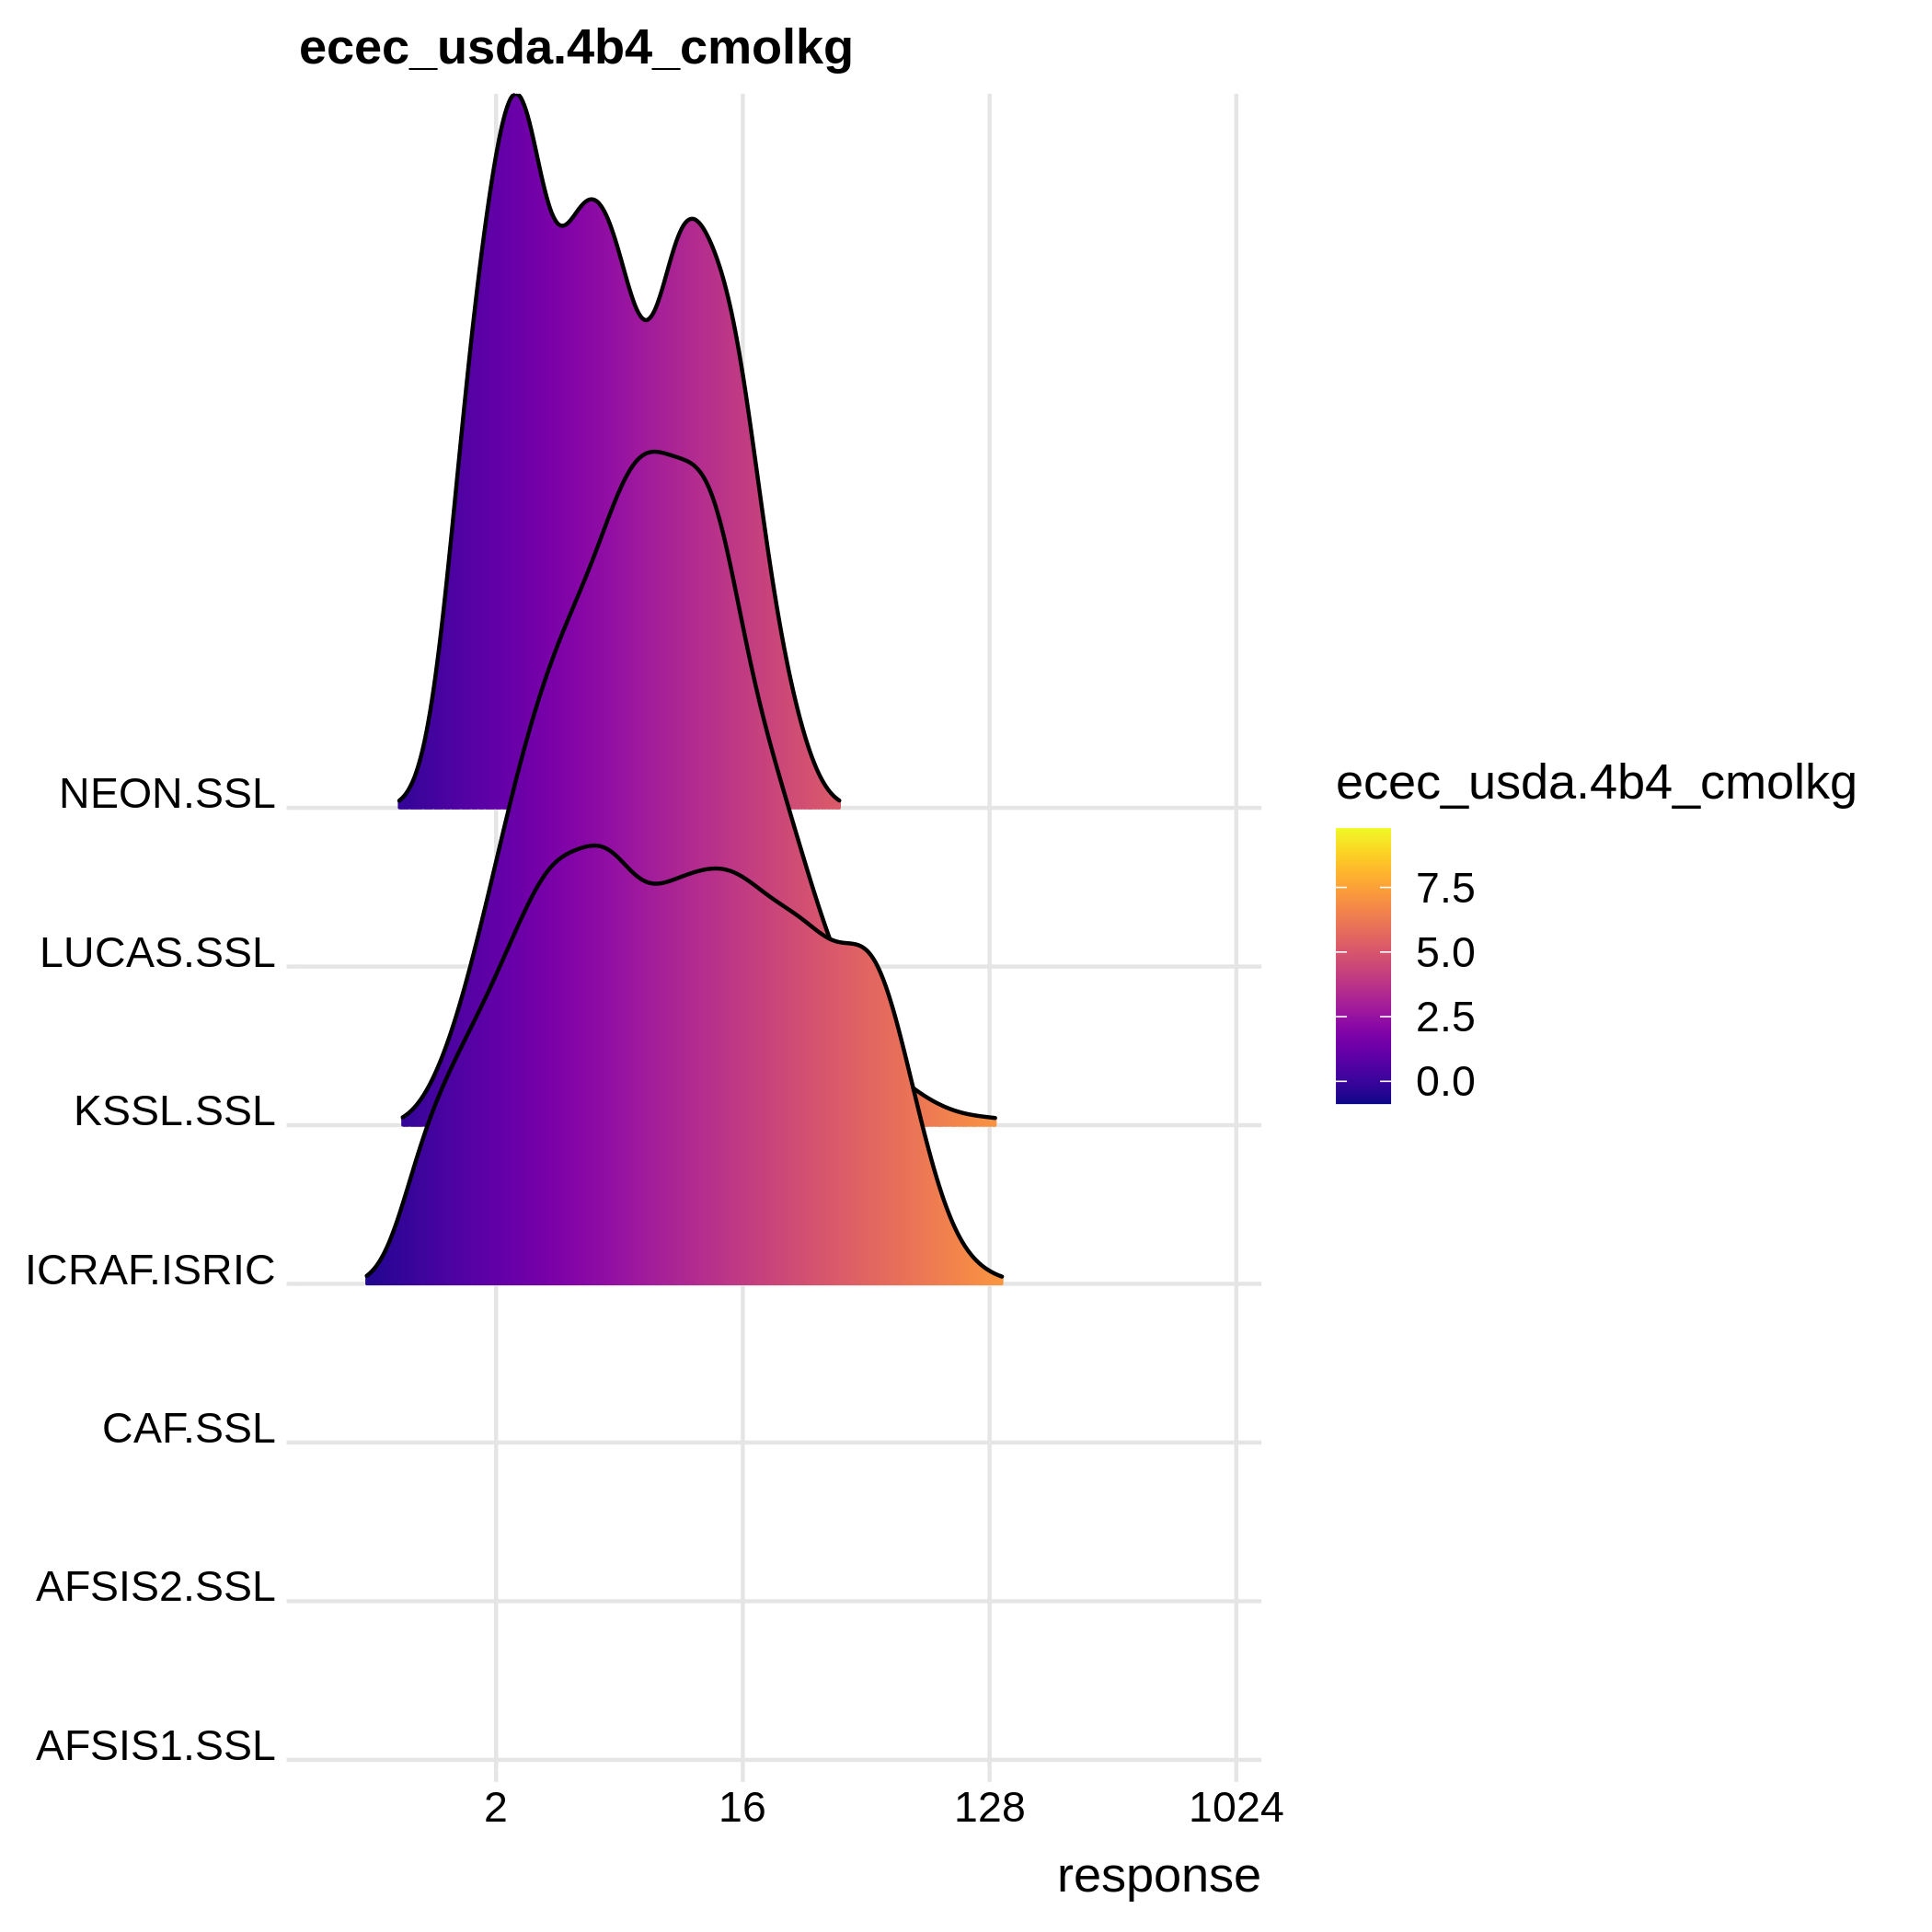 ecec_usda.4b4_cmolkg
NEON.SSL
LUCAS.SSL
KSSL.SSL
ICRAF.ISRIC
CAF.SSL
AFSIS2.SSL
AFSIS1.SSL
2 16 128 1024
response
ecec_usda.4b4_cmolkg
7.5
5.0
2.5
0.0